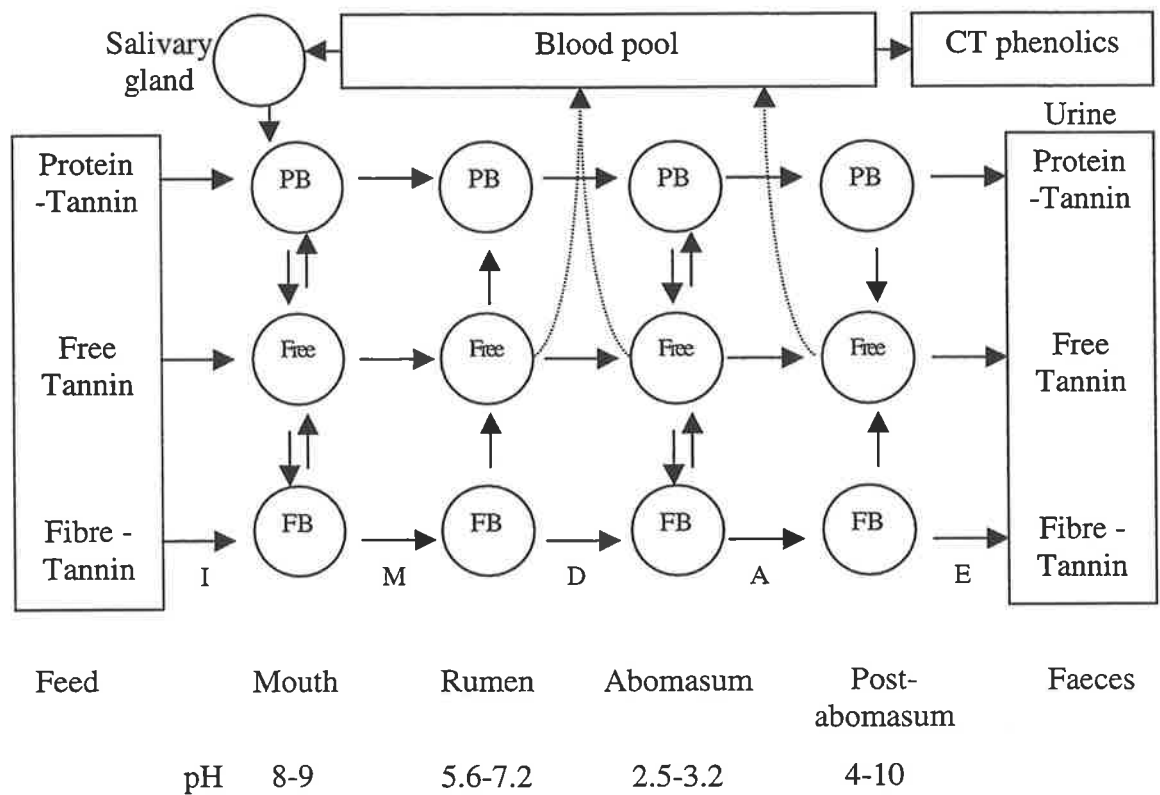 Salivary
gland
Blood pool
CT phenolics
Urine
Protein
-Tannin
PB
PB
PB
PB
Protein
-Tannin
Free
Tannin
Free
Free
Free
Free
Free
Tannin
Fibre -
Tannin
FB
FB
FB
FB
Fibre -
Tannin
I
M
D
A
E
Feed
Mouth
Rumen
Abomasum
Post-
abomasum
Faeces
pH 8-9 5.6-7.2 2.5-3.2 4-10